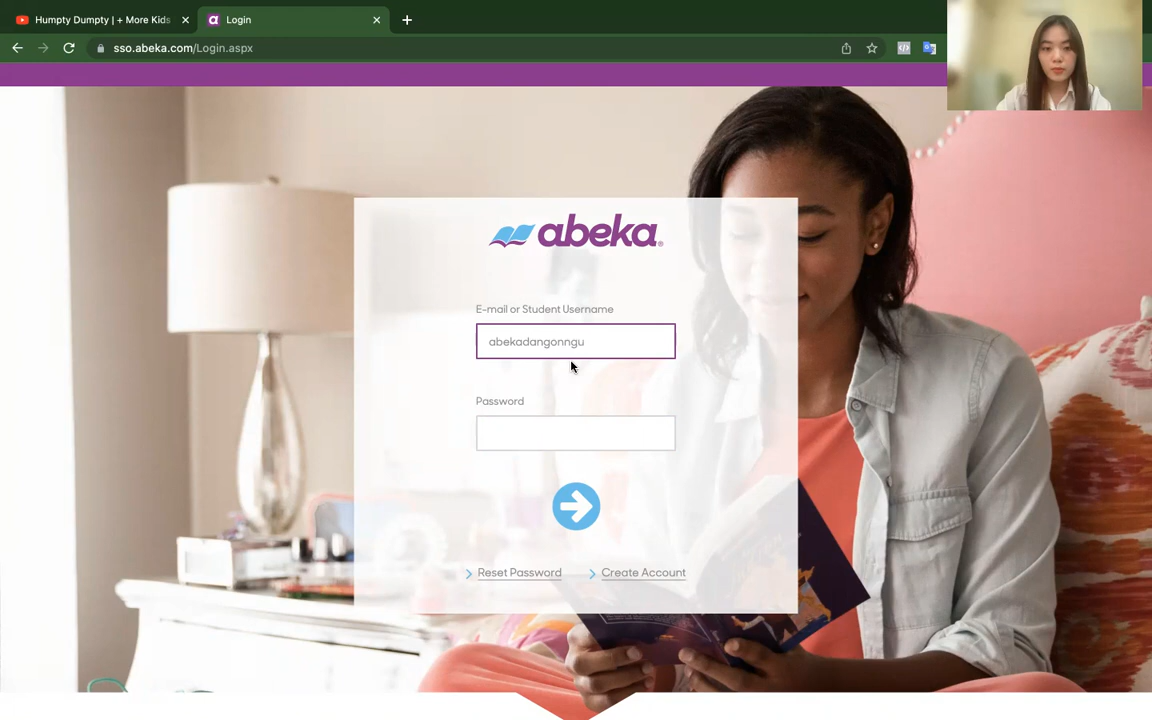 Humpty Dumpty | + More Kids
Login
sso.abeka.com/Login.aspx
abeka®
E-mail or Student Username
abekadangonngu
Password
Reset Password
Create Account